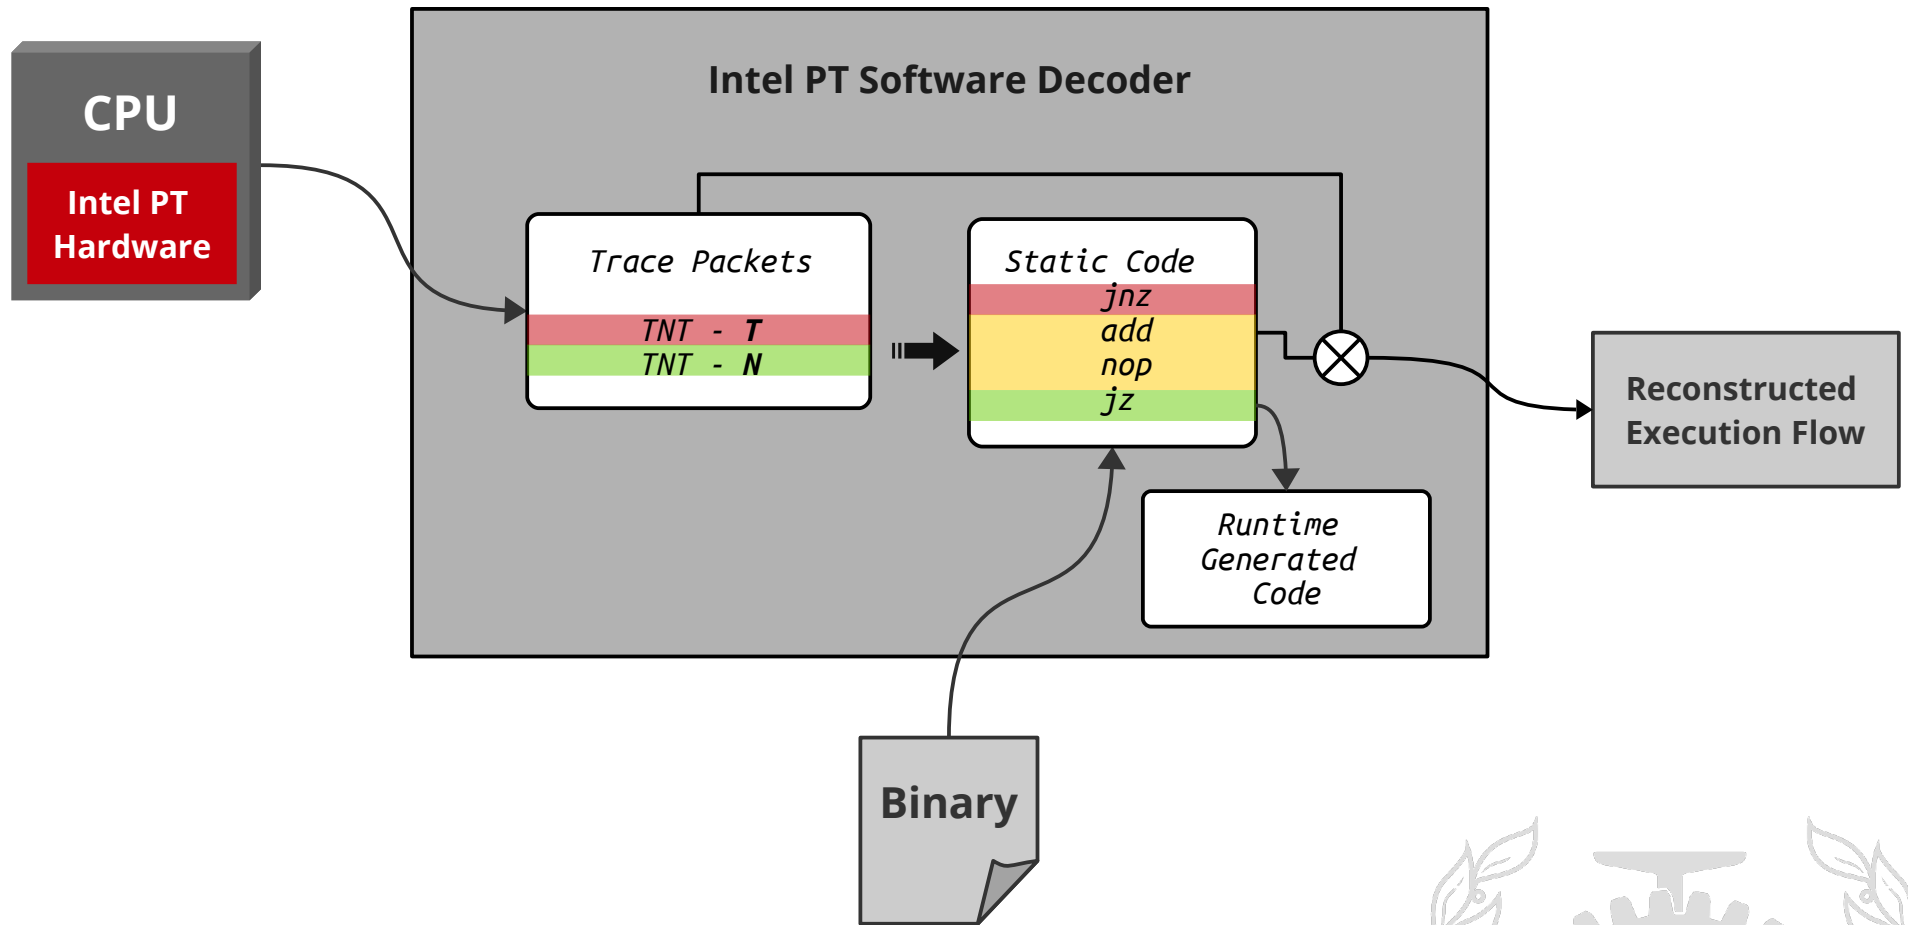 Intel PT Software Decoder
CPU
Intel PT
Hardware
Trace Packets
TNT - T
TNT - N
Static Code
jnz
add
nop
jz
Runtime
Generated
Code
Reconstructed
Execution Flow
Binary